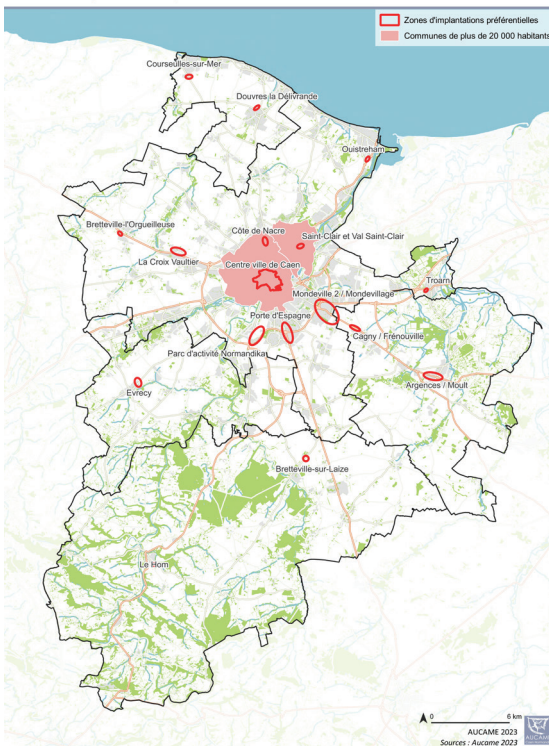 Zones d'implantations préférentielles
Communes de plus de 20 000 habitants
Courseulles-sur-Mer
Douvres la Délivrande
Ouistreham
Bretteville-l'Orgueilleuse
Côte de Nacre
Saint-Clair et Val Saint-Clair
La Croix Vaultier
Centre ville de Caen
Troarn
Mondeville 2 / Mondevillage
Porte d'Espagne
Cagny / Frénouville
Parc d'activité Normandika
Argences / Moult
Evrecy
Bretteville-sur-Laize
Le Hom
0 6 km
AUCAME 2023
Sources : Aucame 2023
AUCAME